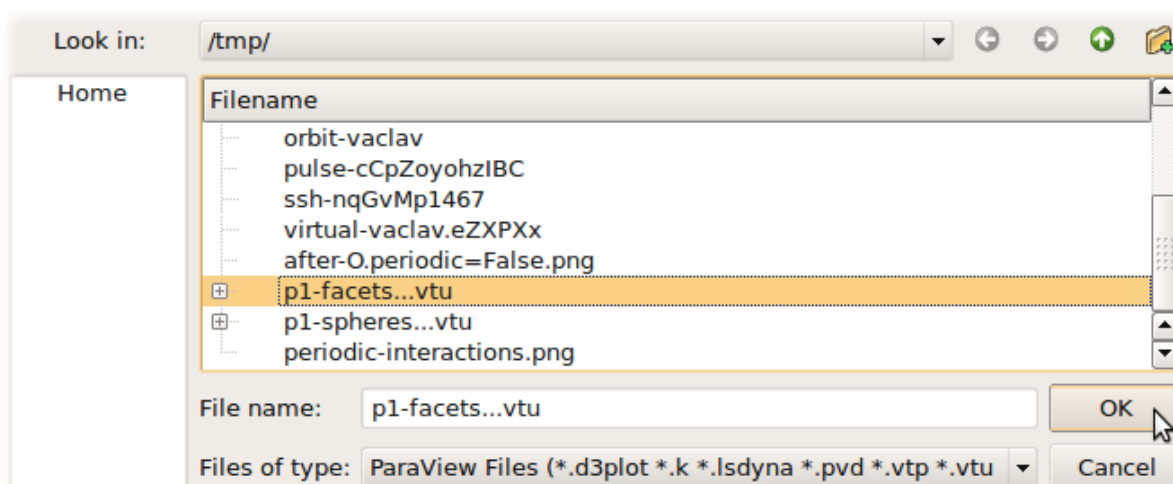 Look in: /tmp/
Home
Filename
orbit-vaclav
pulse-cCpZoyohzIBC
ssh-nqGvMp1467
virtual-vaclav.eZXPXx
after-O.periodic=False.png
p1-facets...vtu
p1-spheres...vtu
periodic-interactions.png
File name: p1-facets...vtu OK
Files of type: ParaView Files (*.d3plot *.k *.lsdyna *.pvd *.vtp *.vtu Cancel